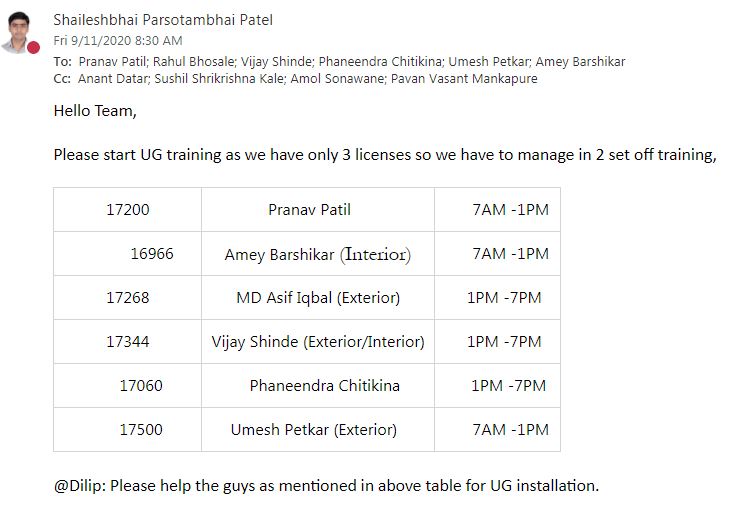 Shaileshbhai Parsotambhai Patel
Fri 9/11/2020 8:30 AM
To: Pranav Patil; Rahul Bhosale; Vijay Shinde; Phaneendra Chitikina; Umesh Petkar; Amey Barshikar
Cc: Anant Datar; Sushil Shrikrishna Kale; Amol Sonawane; Pavan Vasant Mankapure
Hello Team,
Please start UG training as we have only 3 licenses so we have to manage in 2 set off training,
17200 Pranav Patil 7AM -1PM
16966 Amey Barshikar (Interior) 7AM -1PM
17268 MD Asif Iqbal (Exterior) 1PM -7PM
17344 Vijay Shinde (Exterior/Interior) 1PM -7PM
17060 Phaneendra Chitikina 1PM -7PM
17500 Umesh Petkar (Exterior) 7AM -1PM
@Dilip: Please help the guys as mentioned in above table for UG installation.